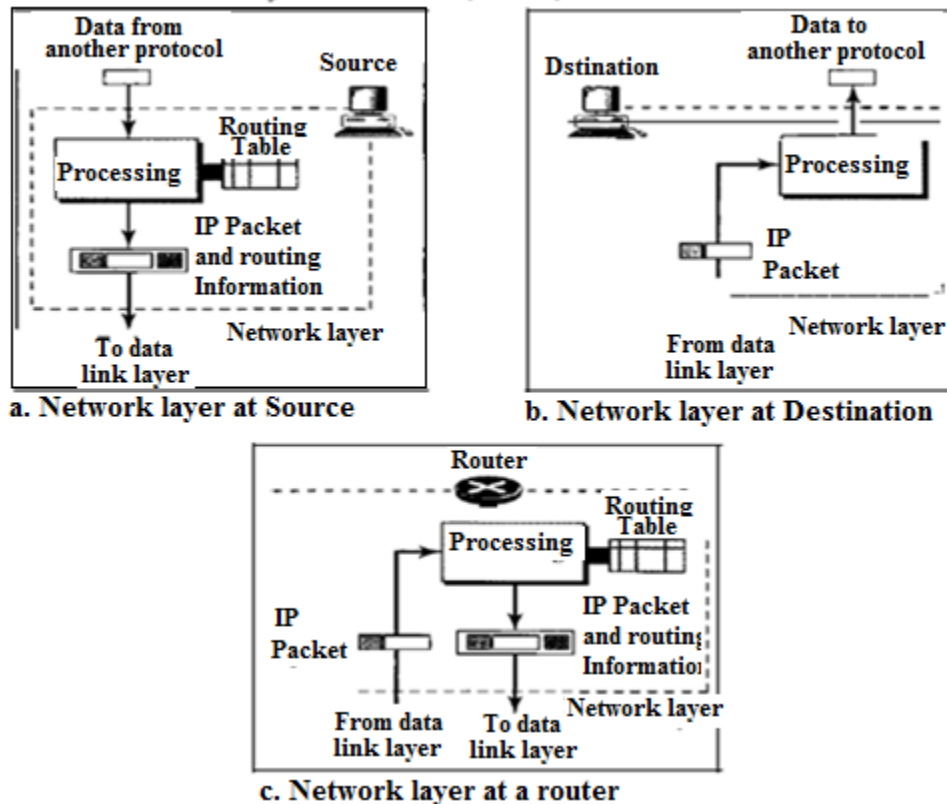 Data from
another protocol
Source
Routing
Table
Processing
IP Packet
and routing
Information
Network layer
To data
link layer
a. Network layer at Source
Data to
another protocol
Dstination
Processing
IP
Packet
Network layer
From data
link layer
b. Network layer at Destination
Router
Routing
Table
Processing
IP
Packet
IP Packet
and routing
Information
Network layer
From data
link layer
To data
link layer
c. Network layer at a router